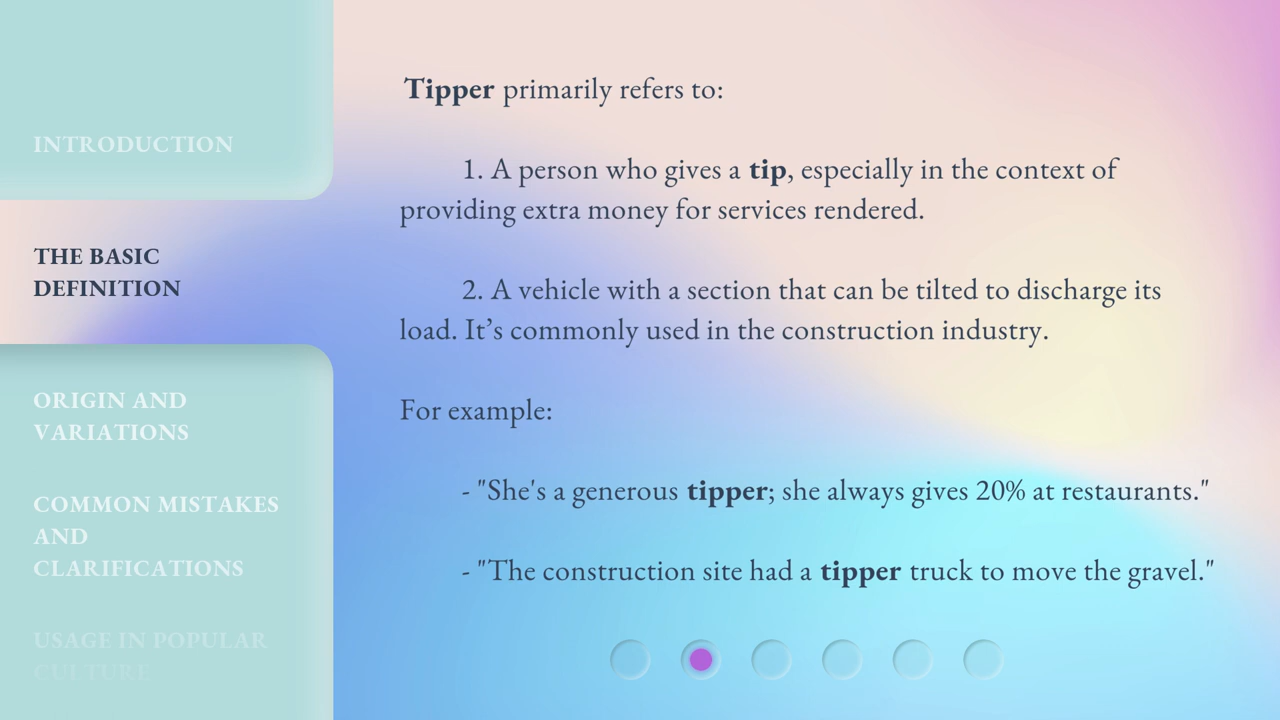 INTRODUCTION
THE BASIC
DEFINITION
ORIGIN AND
VARIATIONS
COMMON MISTAKES
AND
CLARIFICATIONS
USAGE IN POPULAR
CULTURE
Tipper primarily refers to:
1. A person who gives a tip, especially in the context of
providing extra money for services rendered.
2. A vehicle with a section that can be tilted to discharge its
load. It’s commonly used in the construction industry.
For example:
- "She's a generous tipper; she always gives 20% at restaurants."
- "The construction site had a tipper truck to move the gravel."